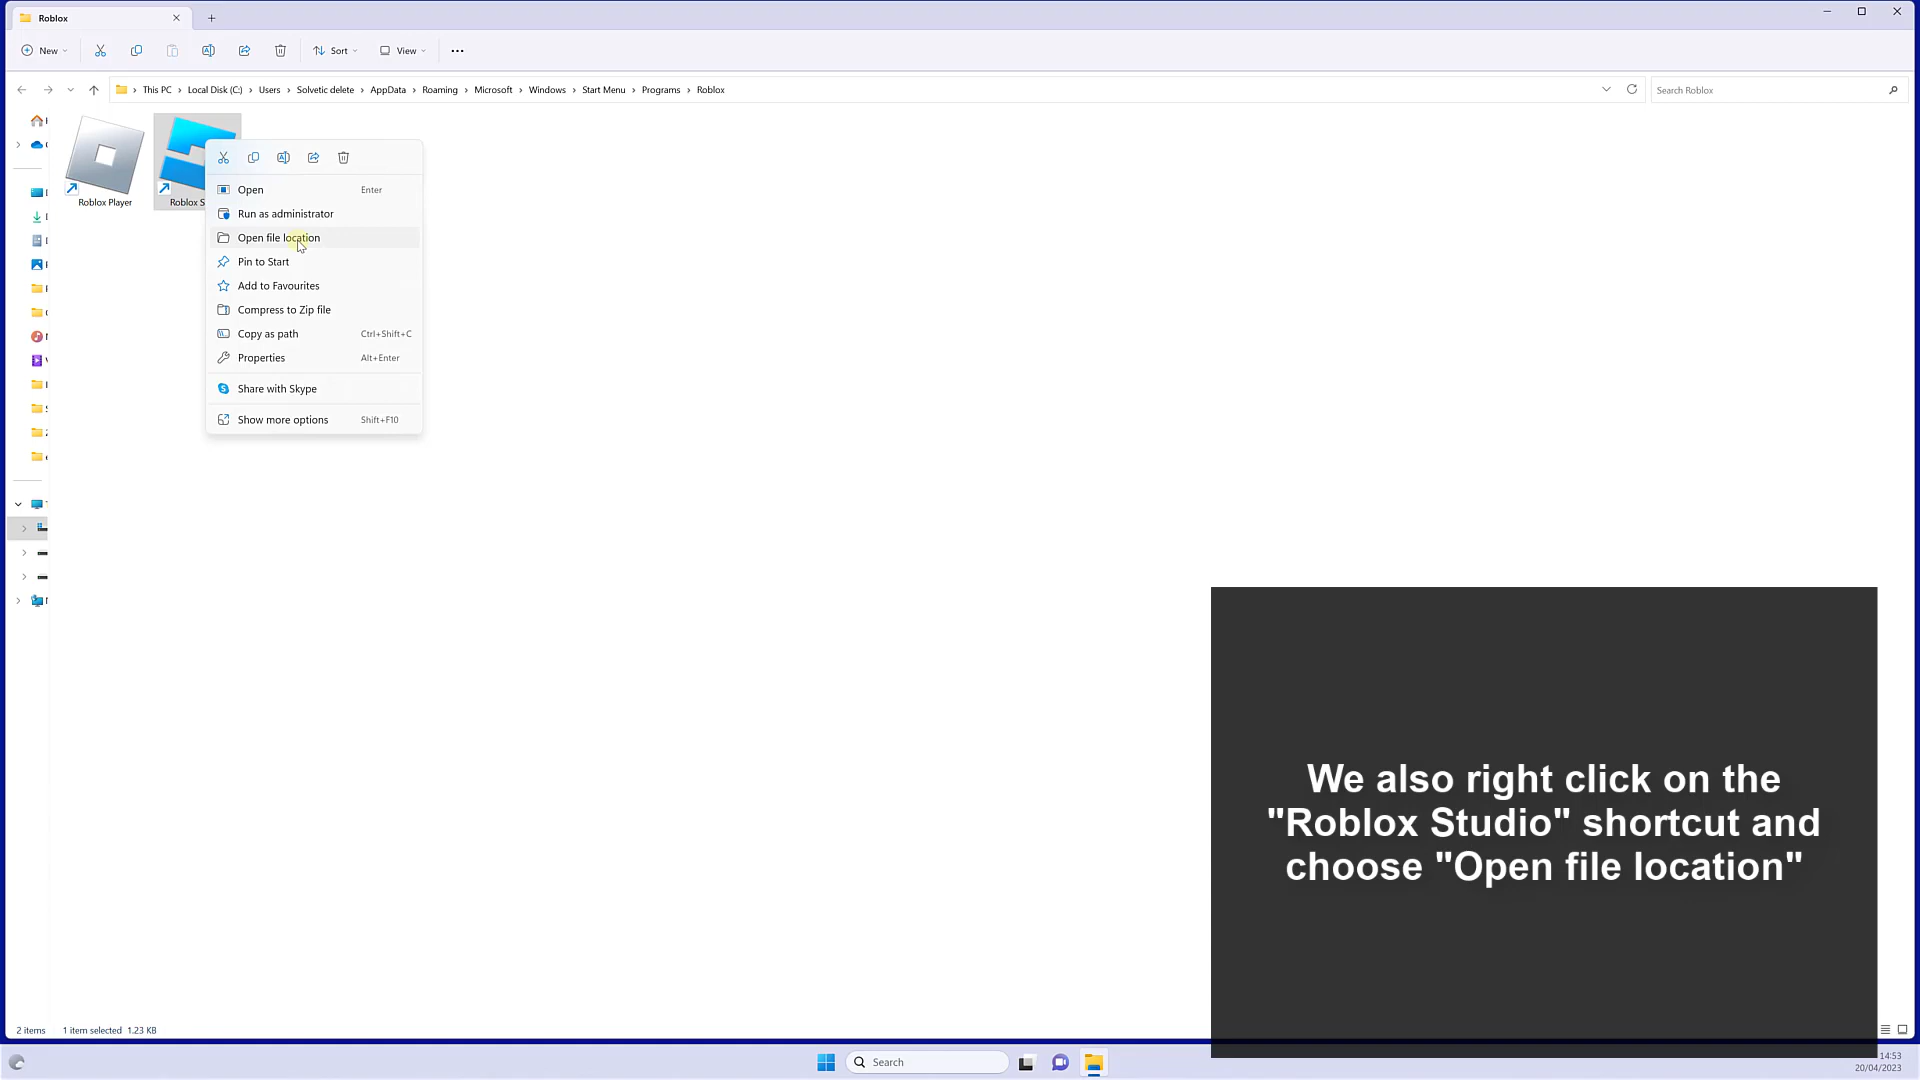 Roblox
New
Sort
View
This PC > Local Disk (C:) > Users > Solvetic delete > AppData > Roaming > Microsoft > Windows > Start Menu > Programs > Roblox
Search Roblox
Roblox Player
Roblox S
Open Enter
Run as administrator
Open file location
Pin to Start
Add to Favourites
Compress to Zip file
Copy as path Ctrl+Shift+C
Properties Alt+Enter
Share with Skype
Show more options Shift+F10
We also right click on the
"Roblox Studio" shortcut and
choose "Open file location"
2 items 1 item selected 1.23 KB
Search
14:53
20/04/2023